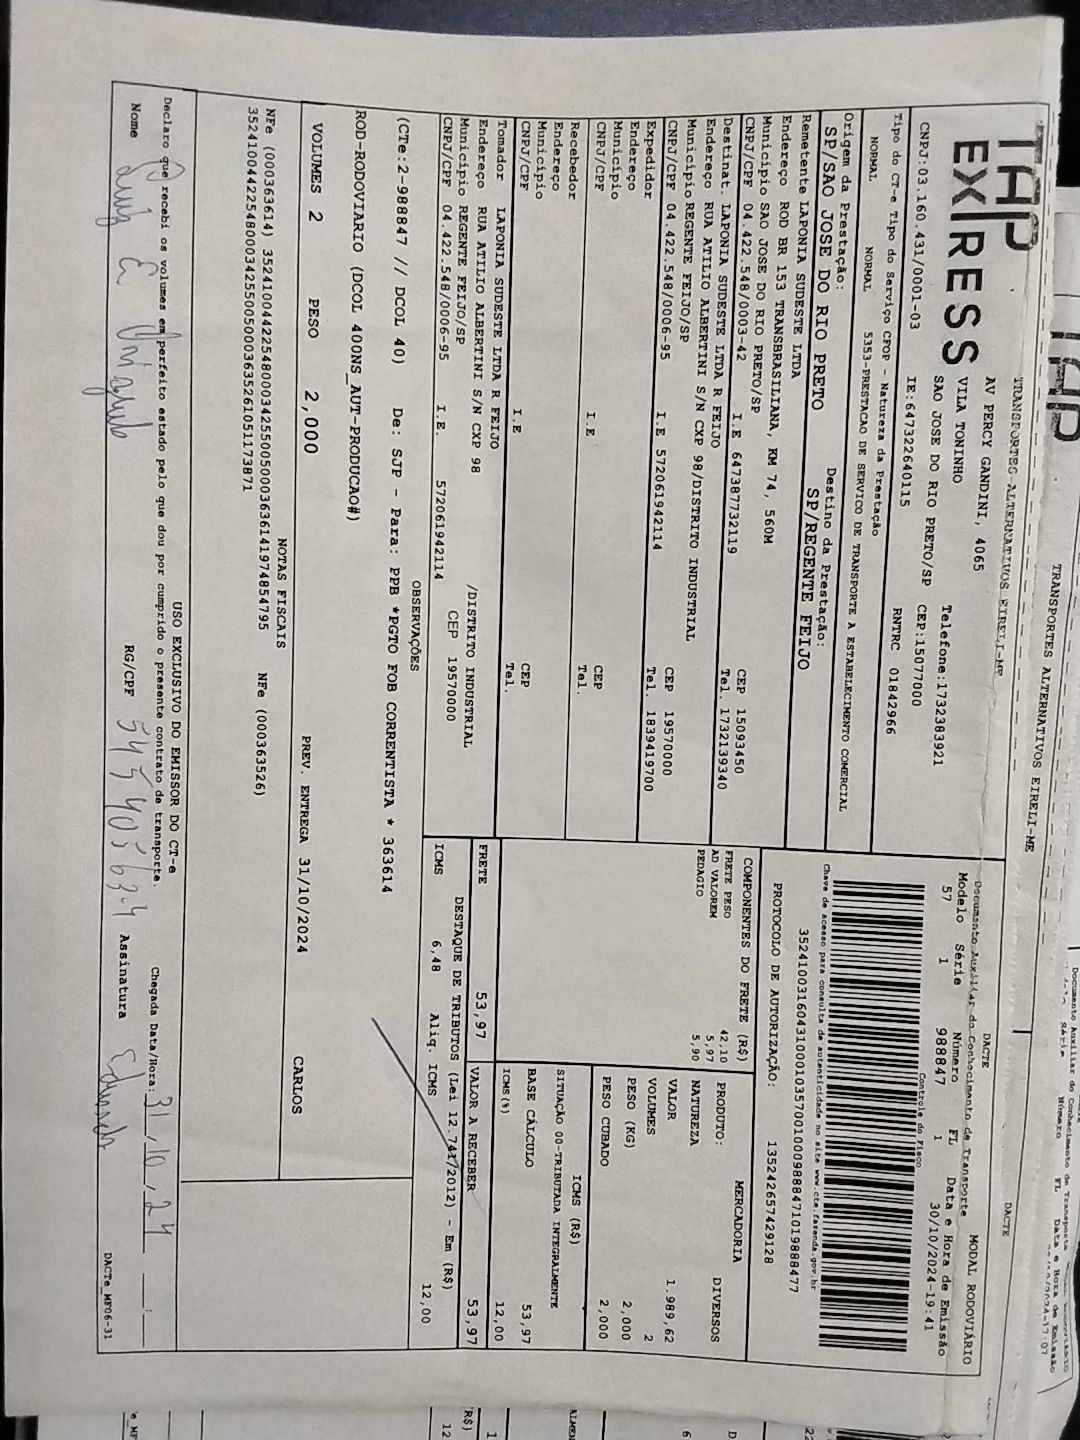 TRANSPORTES ALTERNATIVOS EIRELI-ME
DACTE
TAP
EXPRESS
TRANSPORTES ALTERNATIVOS EIRELI-ME
AV PERCY GANDINI, 4065
VILA TONINHO
SAO JOSE DO RIO PRETO/SP
Telefone:1732383921
CEP:15077000
CNPJ:03.160.431/0001-03
IE:647322640115
RNTRC 01842966
DACTE
MODAL RODOVIÁRIO
Documento Auxiliar do Conhecimento de Transporte
Modelo Série Número FL Data e Hora de Emissão
57 1 988847 1 30/10/2024-19:41
Controle do Fisco
Chave de acesso para consulta de autenticidade no site www.cte.fazenda.gov.br
35241003160431000103570010009888471019888477
PROTOCOLO DE AUTORIZAÇÃO: 135242657429128
Tipo do CT-e Tipo do Serviço CFOP - Natureza da Prestação
NORMAL NORMAL 5353-PRESTACAO DE SERVICO DE TRANSPORTE A ESTABELECIMENTO COMERCIAL
Origem da Prestação: Destino da Prestação:
SP/SAO JOSE DO RIO PRETO SP/REGENTE FEIJO
Remetente LAPONIA SUDESTE LTDA
Endereço ROD BR 153 TRANSBRASILIANA, KM 74, 560M
Município SAO JOSE DO RIO PRETO/SP CEP 15093450
CNPJ/CPF 04.422.548/0003-42 I.E 647387732119 Tel. 1732139340
Destinat. LAPONIA SUDESTE LTDA R FEIJO
Endereço RUA ATILIO ALBERTINI S/N CXP 98/DISTRITO INDUSTRIAL
Município REGENTE FEIJO/SP CEP 19570000
CNPJ/CPF 04.422.548/0006-95 I.E 572061942114 Tel. 1839419700
Expedidor
Endereço
Município CEP
CNPJ/CPF I.E Tel.
Recebedor
Endereço
Município CEP
CNPJ/CPF I.E Tel.
Tomador LAPONIA SUDESTE LTDA R FEIJO
Endereço RUA ATILIO ALBERTINI S/N CXP 98 /DISTRITO INDUSTRIAL
Município REGENTE FEIJO/SP CEP 19570000
CNPJ/CPF 04.422.548/0006-95 I.E. 572061942114
COMPONENTES DO FRETE (R$)
FRETE PESO 42,10
AD VALOREM 5,97
PEDAGIO 5,90
MERCADORIA
PRODUTO: DIVERSOS
NATUREZA
VALOR 1.989,62
VOLUMES 2
PESO (KG) 2,000
PESO CUBADO 2,000
ICMS (R$)
SITUAÇÃO 00-TRIBUTADA INTEGRALMENTE
BASE CÁLCULO 53,97
ICMS(%) 12,00
FRETE 53,97 VALOR A RECEBER 53,97
DESTAQUE DE TRIBUTOS (Lei 12.741/2012) - Em (R$)
ICMS 6,48 Aliq. ICMS 12,00
OBSERVAÇÕES
(CTe:2-988847 // DCOL 40) De: SJP - Para: PPB *PGTO FOB CORRENTISTA * 363614
ROD-RODOVIARIO (DCOL 400NS_AUT-PRODUCAO#)
VOLUMES 2 PESO 2,000 PREV. ENTREGA 31/10/2024 CARLOS
NOTAS FISCAIS
NFe (000363614) 35241004422548000342550050003636141974854795 NFe (000363526)
35241004422548000342550050003635261051173871
USO EXCLUSIVO DO EMISSOR DO CT-e
Declaro que recebi os volumes em perfeito estado pelo que dou por cumprido o presente contrato de transporte.
Chegada Data/Hora: 31/10/24
Nome RG/CPF Assinatura Eduardo
DACTe_MF06-31